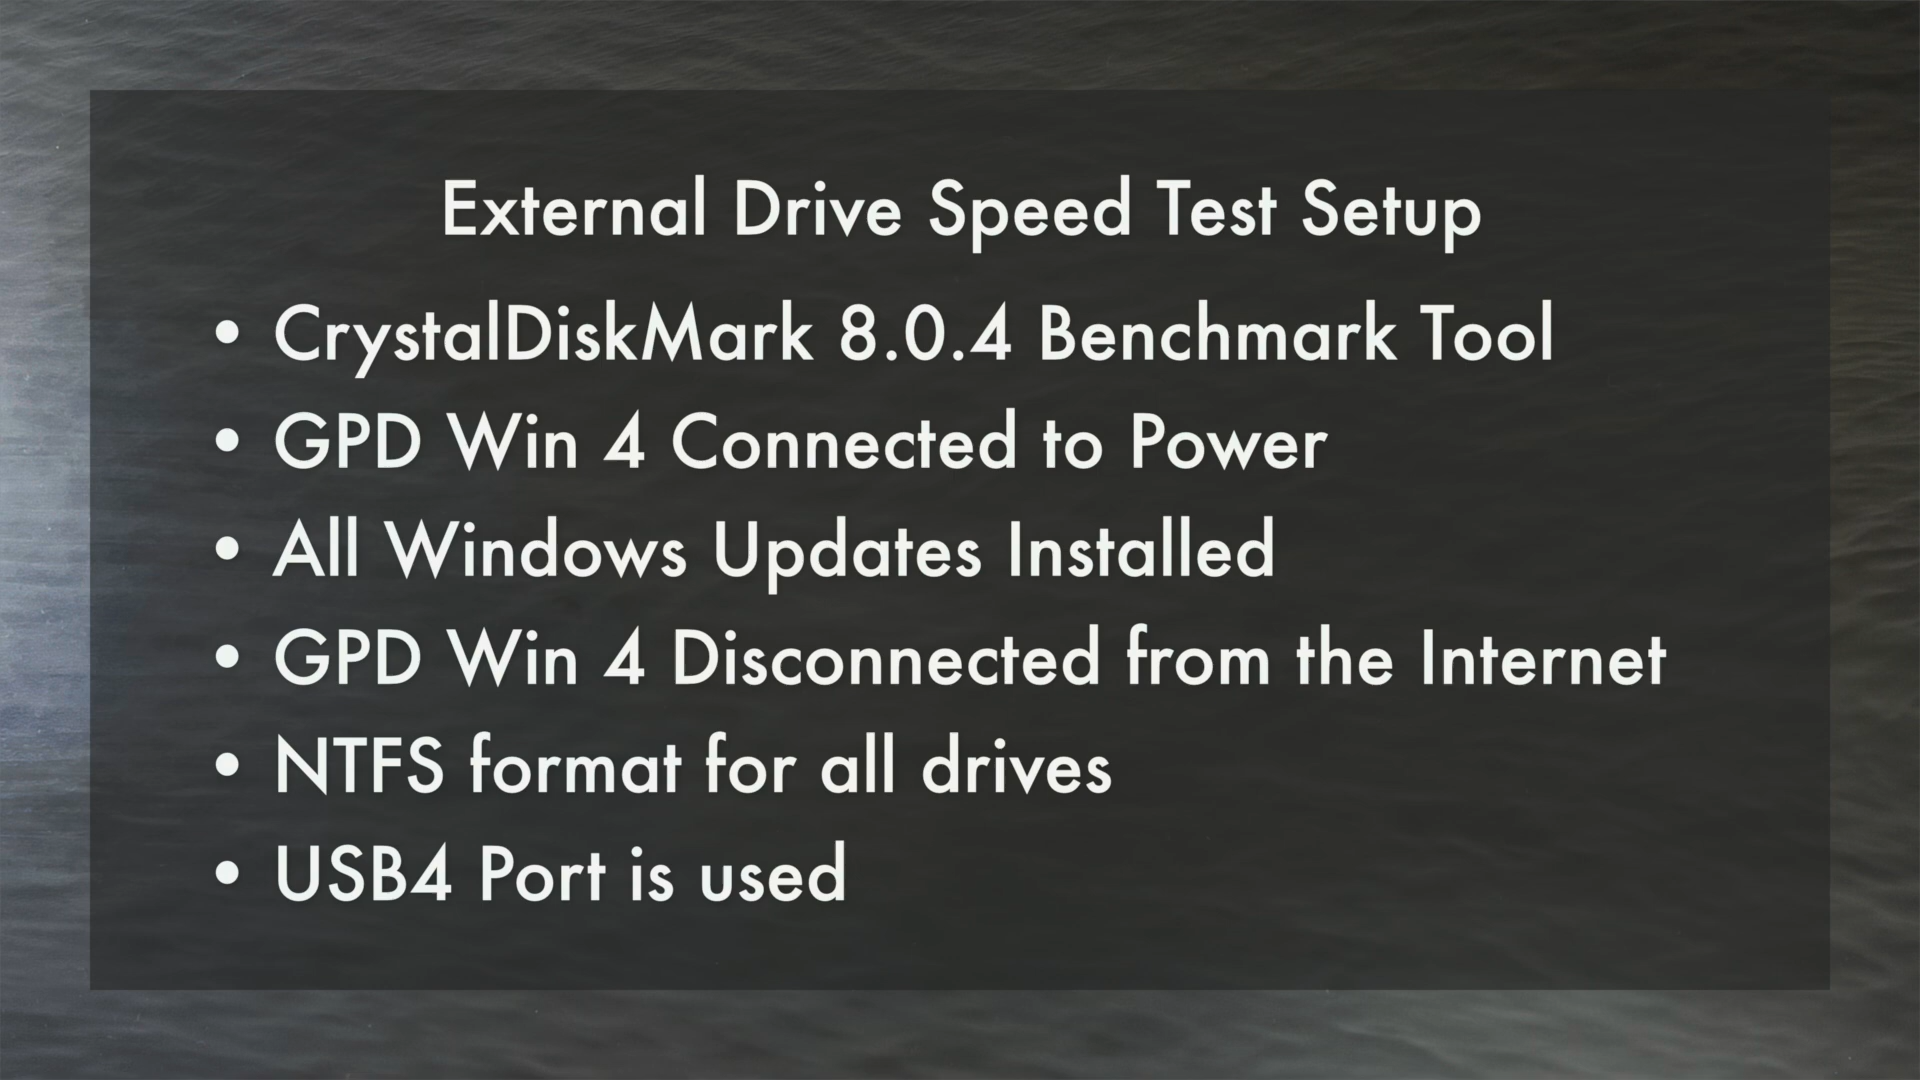 External Drive Speed Test Setup
• CrystalDiskMark 8.0.4 Benchmark Tool
• GPD Win 4 Connected to Power
• All Windows Updates Installed
• GPD Win 4 Disconnected from the Internet
• NTFS format for all drives
• USB4 Port is used